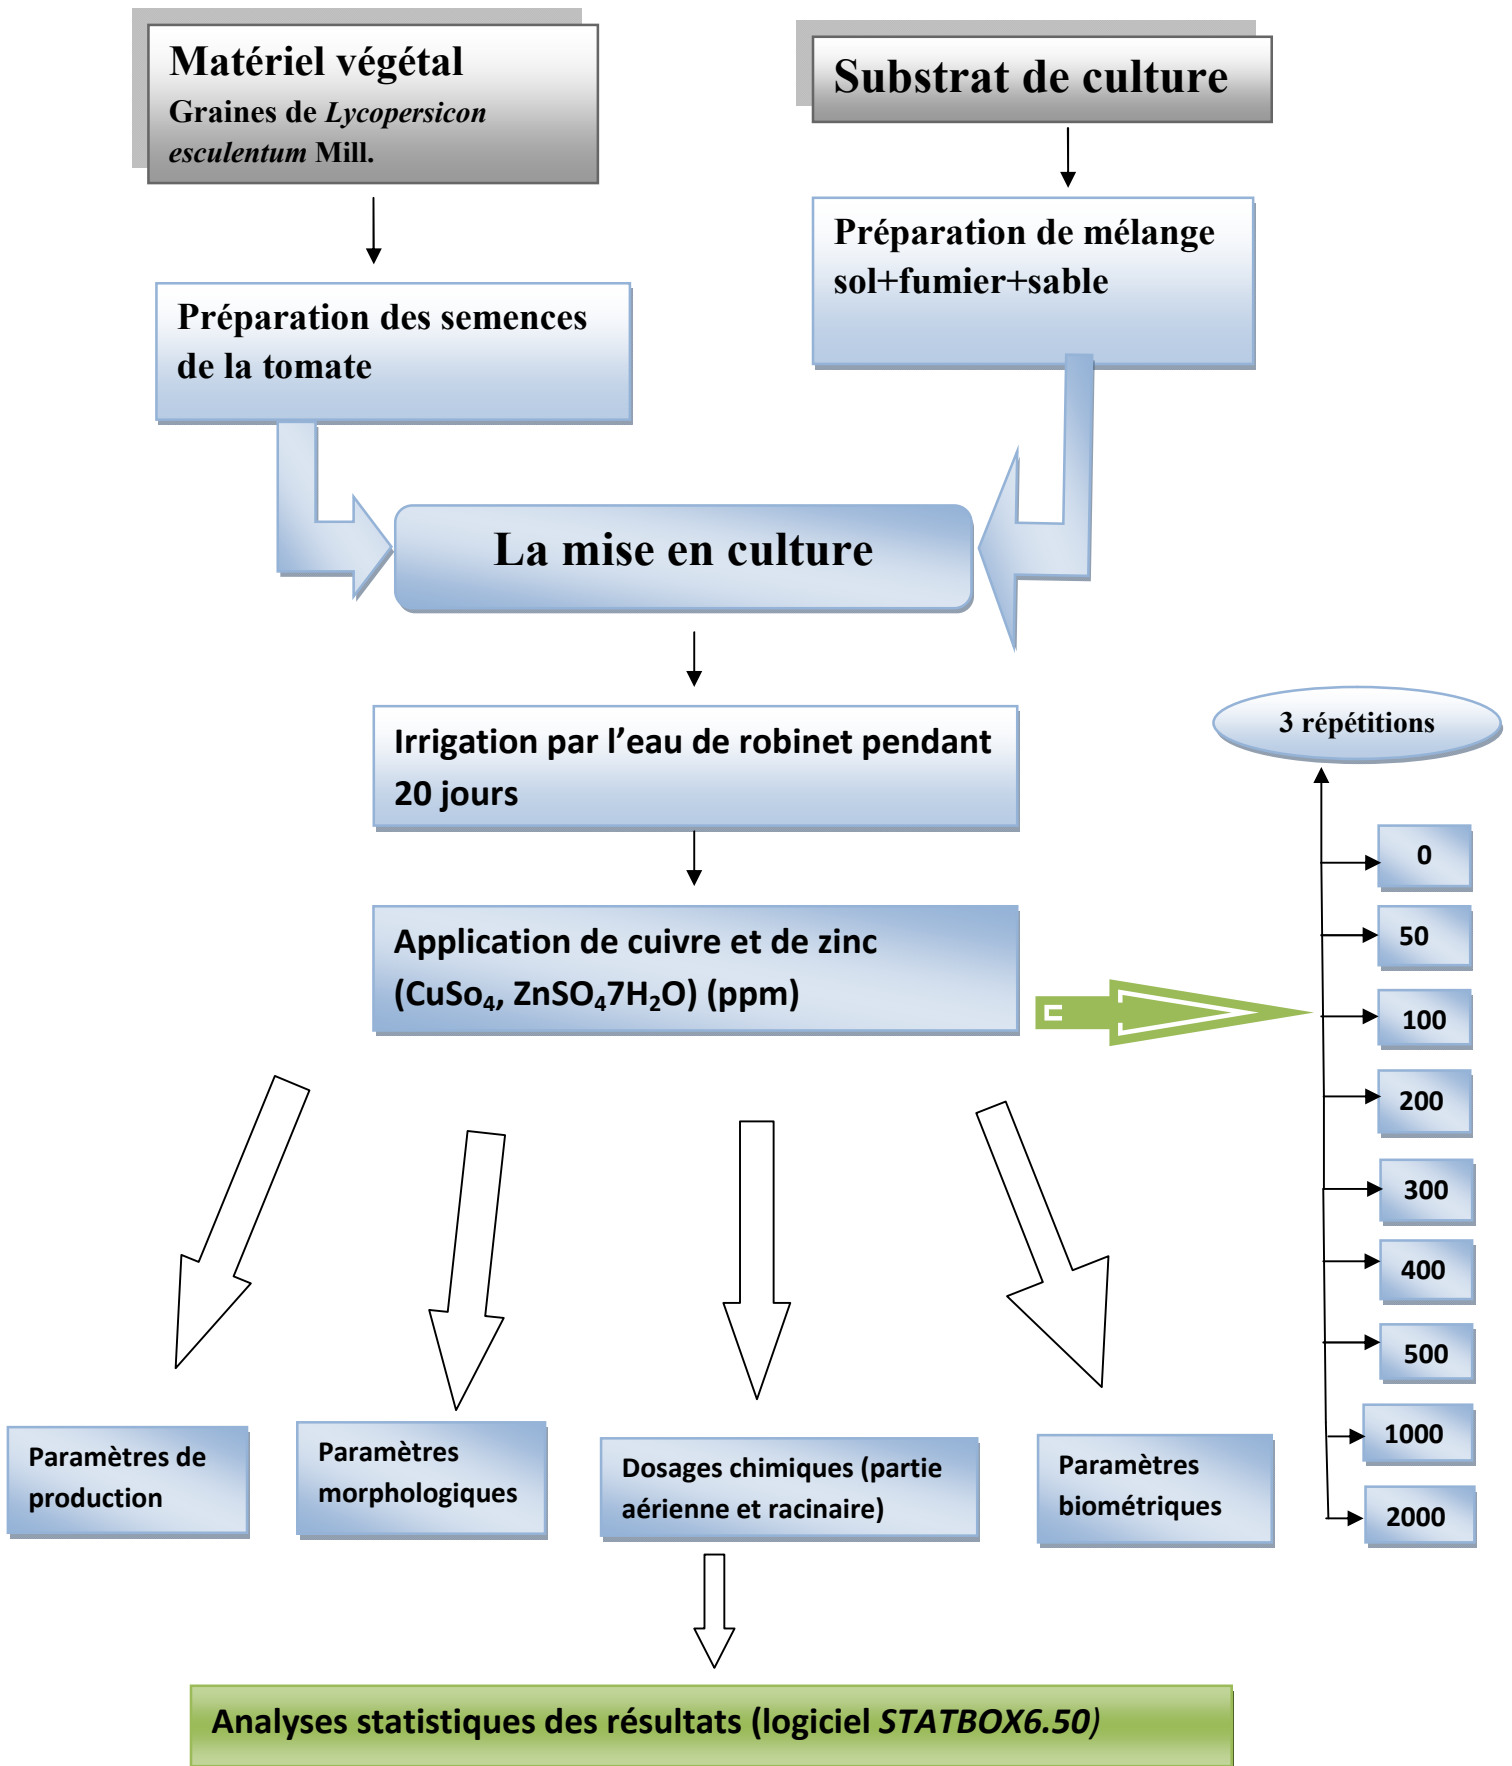 Matériel végétal
Graines de Lycopersicon
esculentum Mill.
Substrat de culture
Préparation de mélange
sol+fumier+sable
Préparation des semences
de la tomate
La mise en culture
Irrigation par l'eau de robinet pendant
20 jours
3 répétitions
Application de cuivre et de zinc
(CuSo₄, ZnSO₄7H₂O) (ppm)
0
50
100
200
300
400
500
1000
2000
Paramètres de
production
Paramètres
morphologiques
Dosages chimiques (partie
aérienne et racinaire)
Paramètres
biométriques
Analyses statistiques des résultats (logiciel STATBOX6.50)